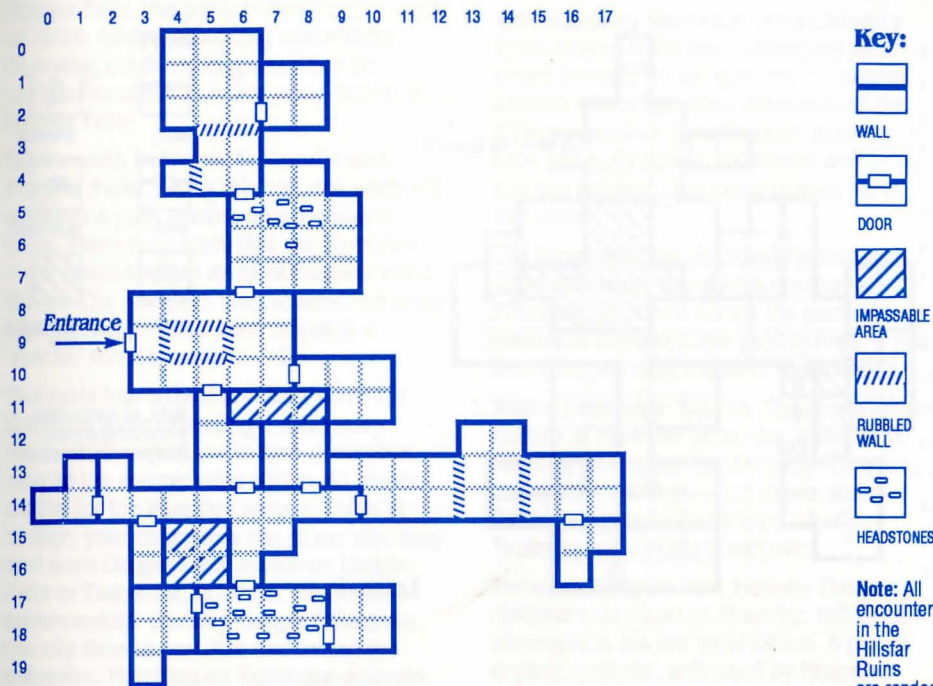 0 1 2 3 4 5 6 7 8 9 10 11 12 13 14 15 16 17
0
1
2
3
4
5
6
7
8
9
10
11
12
13
14
15
16
17
18
19
Entrance
Key:
WALL
DOOR
IMPASSABLE
AREA
RUBBLED
WALL
HEADSTONES
Note: All
encounter
in the
Hillsfar
Ruins